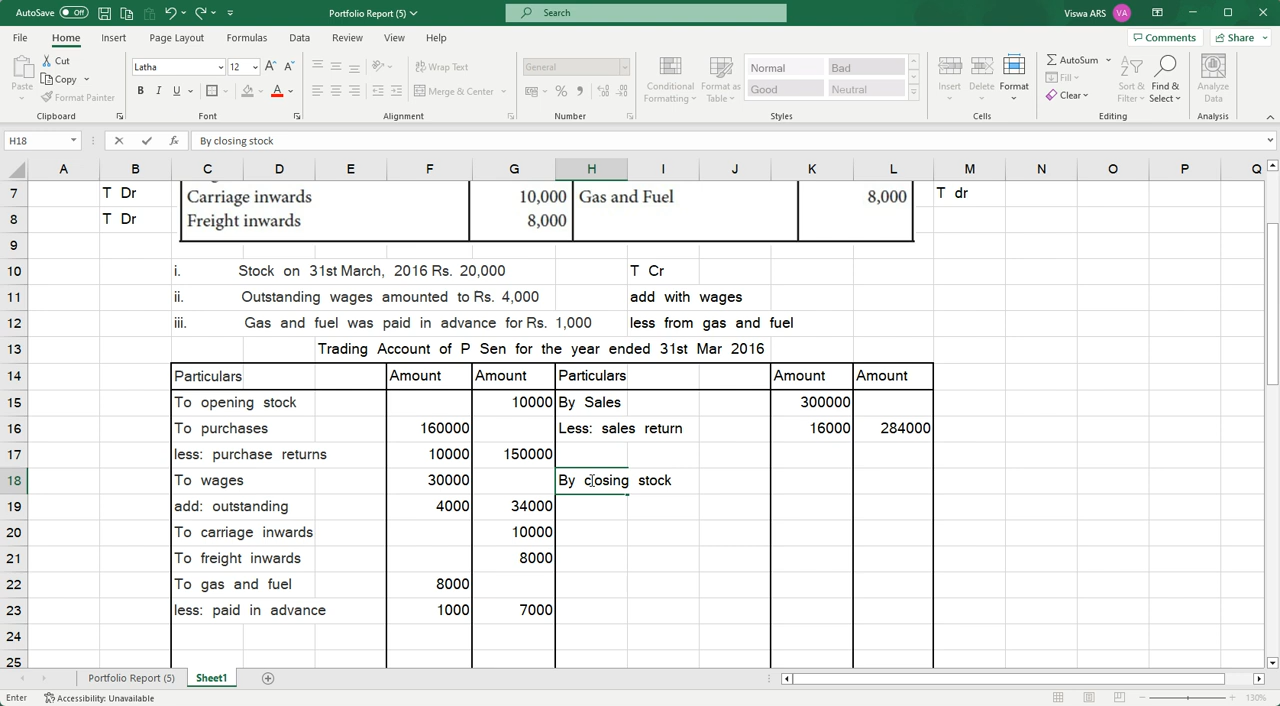 AutoSave Off Portfolio Report (5) Search Viswa ARS VA
File Home Insert Page Layout Formulas Data Review View Help Comments Share
Paste Cut Copy Format Painter Clipboard
Latha 12 A A B I U A Font
Wrap Text Merge & Center Alignment
General % , Number
Conditional Formatting Format as Table Normal Bad Good Neutral Styles
Insert Delete Format Cells
AutoSum Fill Clear Sort & Filter Find & Select Editing
Analyze Data Analysis
H18 fx By closing stock
A B C D E F G H I J K L M N O P Q
7 T Dr Carriage inwards 10,000 Gas and Fuel 8,000 T dr
8 T Dr Freight inwards 8,000
9
10 i. Stock on 31st March, 2016 Rs. 20,000 T Cr
11 ii. Outstanding wages amounted to Rs. 4,000 add with wages
12 iii. Gas and fuel was paid in advance for Rs. 1,000 less from gas and fuel
13 Trading Account of P Sen for the year ended 31st Mar 2016
14 Particulars Amount Amount Particulars Amount Amount
15 To opening stock 10000 By Sales 300000
16 To purchases 160000 Less: sales return 16000 284000
17 less: purchase returns 10000 150000
18 To wages 30000 By closing stock
19 add: outstanding 4000 34000
20 To carriage inwards 10000
21 To freight inwards 8000
22 To gas and fuel 8000
23 less: paid in advance 1000 7000
24
25
Portfolio Report (5) Sheet1
Enter Accessibility: Unavailable 130%